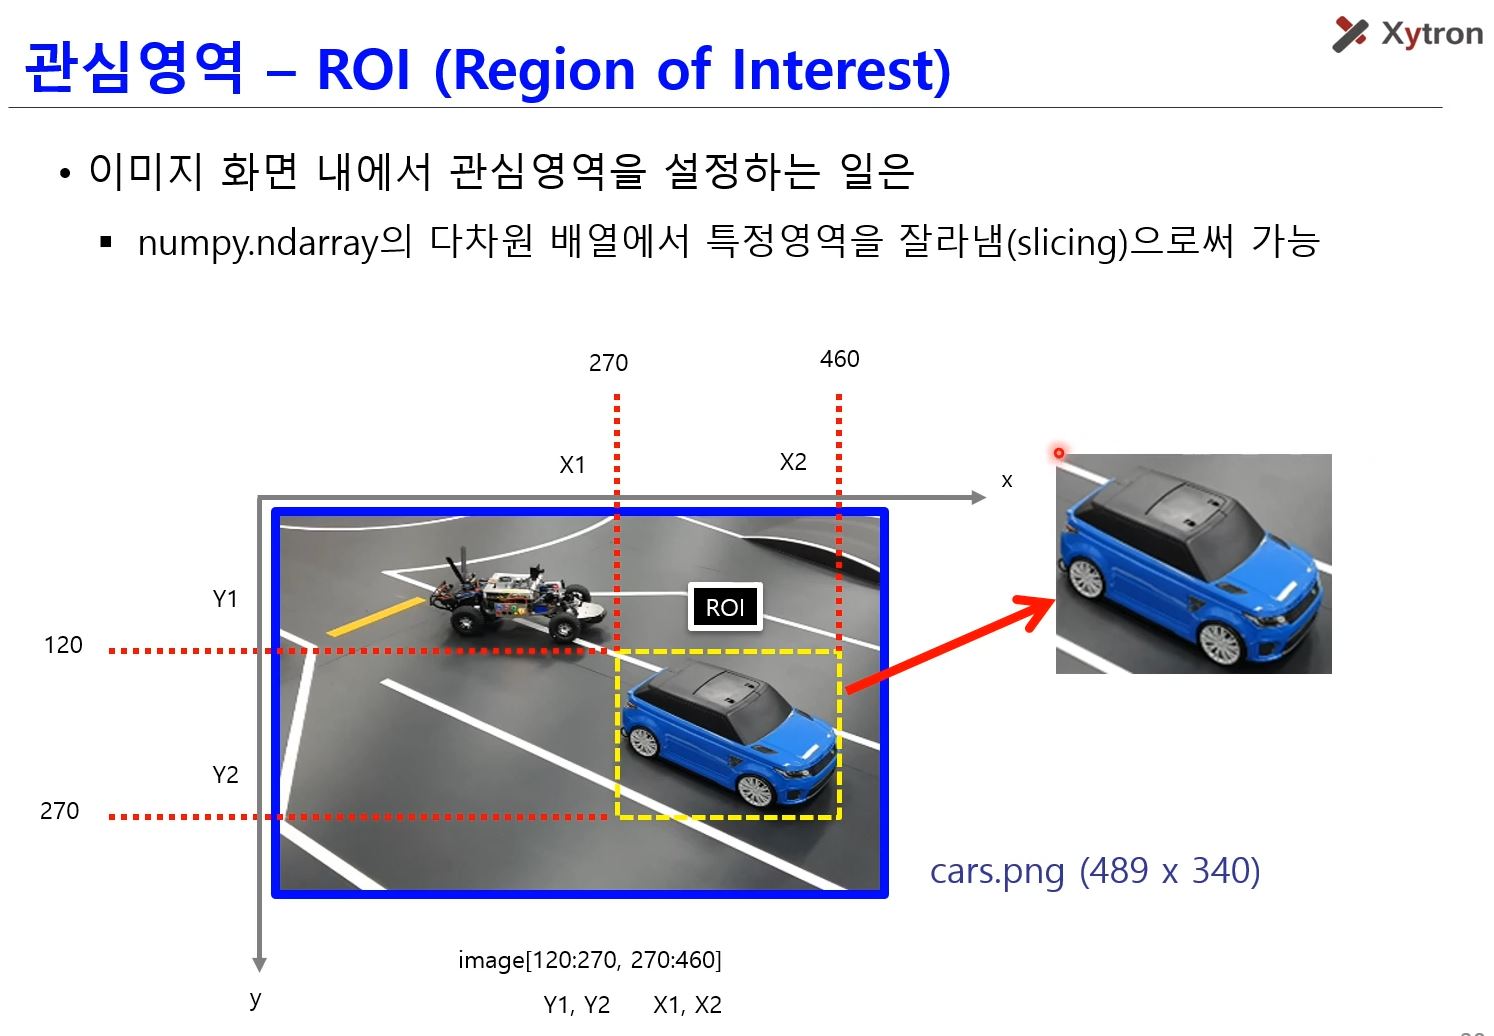 Xytron
관심영역 – ROI (Region of Interest)
• 이미지 화면 내에서 관심영역을 설정하는 일은
▪ numpy.ndarray의 다차원 배열에서 특정영역을 잘라냄(slicing)으로써 가능
270
460
X1
X2
x
Y1
ROI
120
Y2
270
cars.png (489 x 340)
image[120:270, 270:460]
y
Y1, Y2 X1, X2